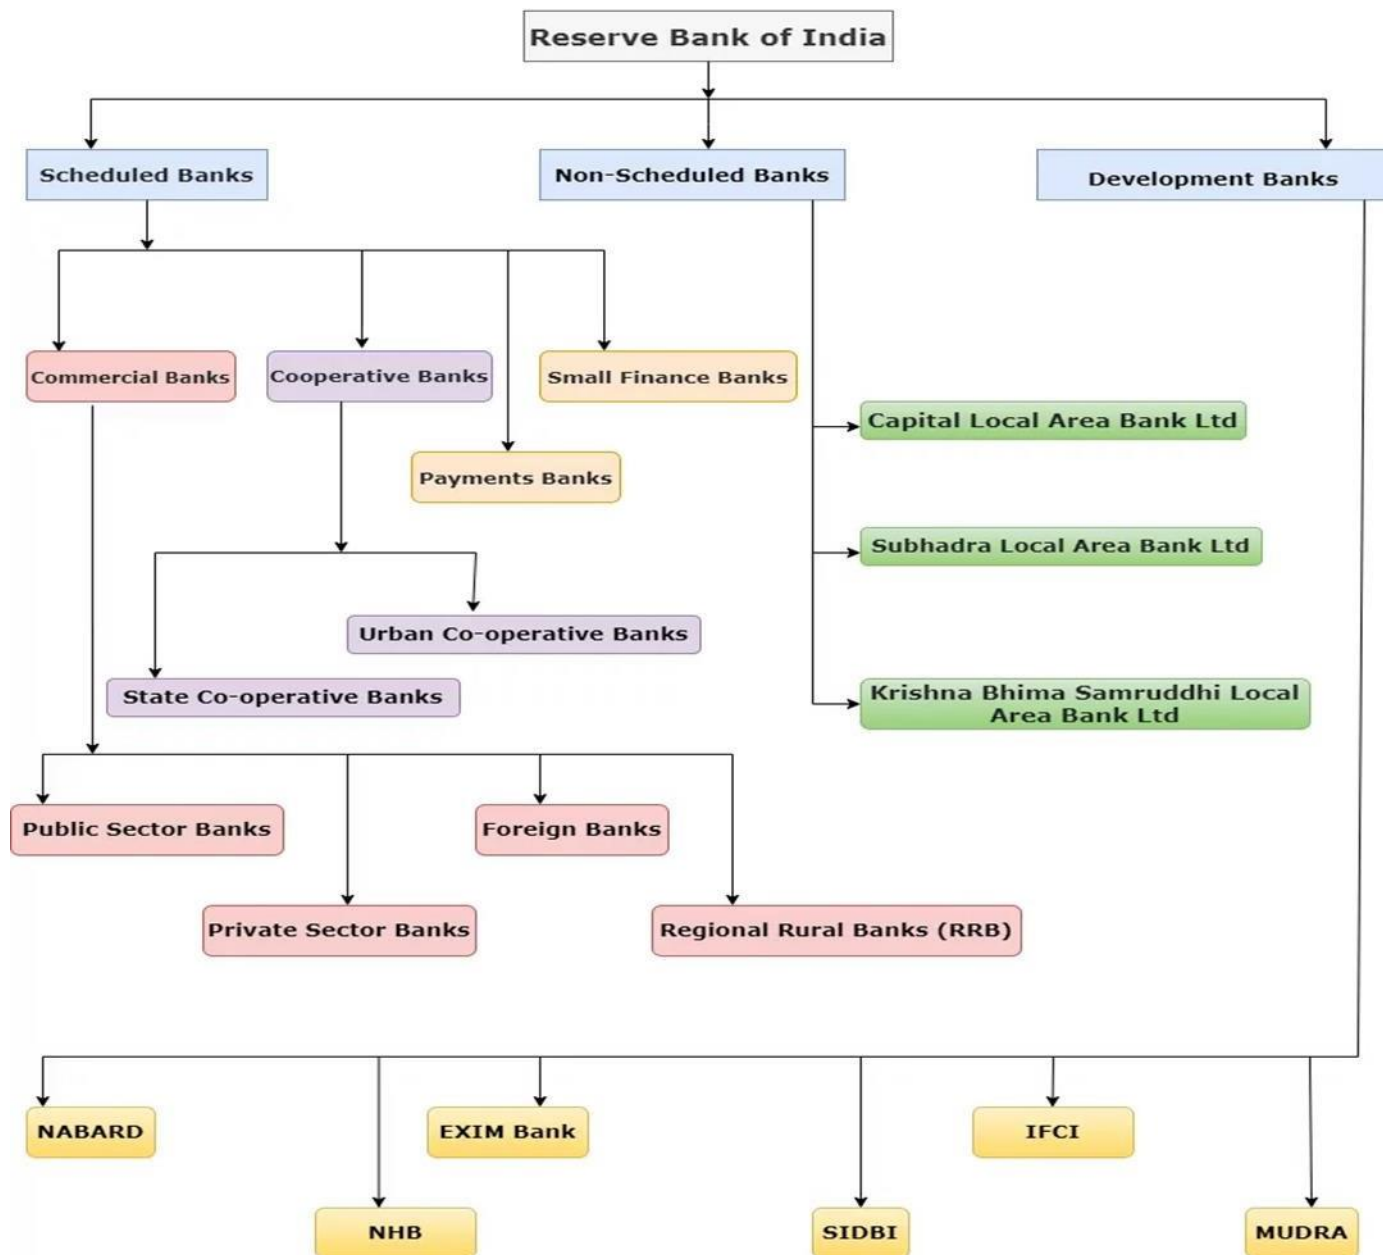 Reserve Bank of India
Scheduled Banks
Non-Scheduled Banks
Development Banks
Commercial Banks
Cooperative Banks
Small Finance Banks
Payments Banks
Capital Local Area Bank Ltd
Subhadra Local Area Bank Ltd
Urban Co-operative Banks
State Co-operative Banks
Krishna Bhima Samruddhi Local
Area Bank Ltd
Public Sector Banks
Foreign Banks
Private Sector Banks
Regional Rural Banks (RRB)
NABARD
EXIM Bank
IFCI
NHB
SIDBI
MUDRA